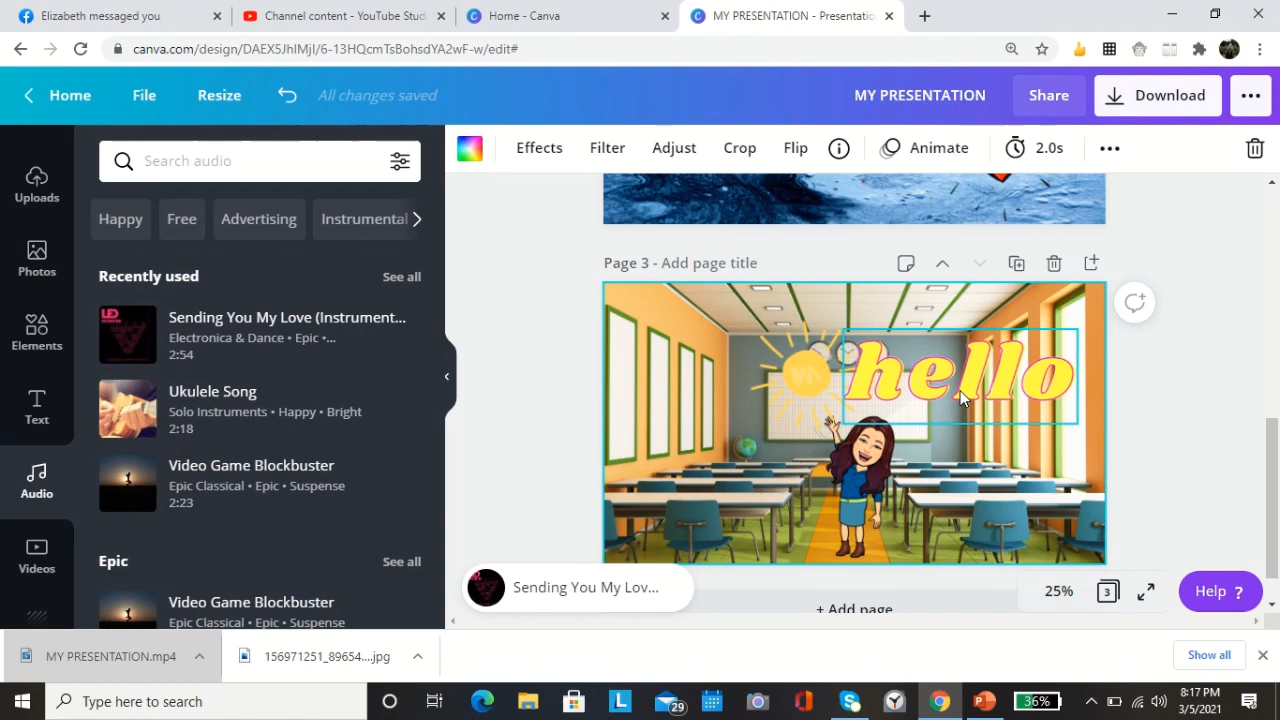 Elizabeth messaged you
Channel content - YouTube Studi
Home - Canva
MY PRESENTATION - Presentatio
canva.com/design/DAEX5JhIMjI/6-13HQcmTsBohsdYA2wF-w/edit#
Home File Resize All changes saved MY PRESENTATION Share Download
Search audio
Effects Filter Adjust Crop Flip Animate 2.0s
Uploads
Photos
Elements
Text
Audio
Videos
Happy Free Advertising Instrumental
Recently used See all
Sending You My Love (Instrument...
Electronica & Dance • Epic •...
2:54
Ukulele Song
Solo Instruments • Happy • Bright
2:18
Video Game Blockbuster
Epic Classical • Epic • Suspense
2:23
Epic See all
Video Game Blockbuster
Page 3 - Add page title
hello
Sending You My Lov...
+ Add page
25% 3 Help ?
MY PRESENTATION.mp4
156971251_89654....jpg
Show all
Type here to search
L
29
36%
8:17 PM
3/5/2021